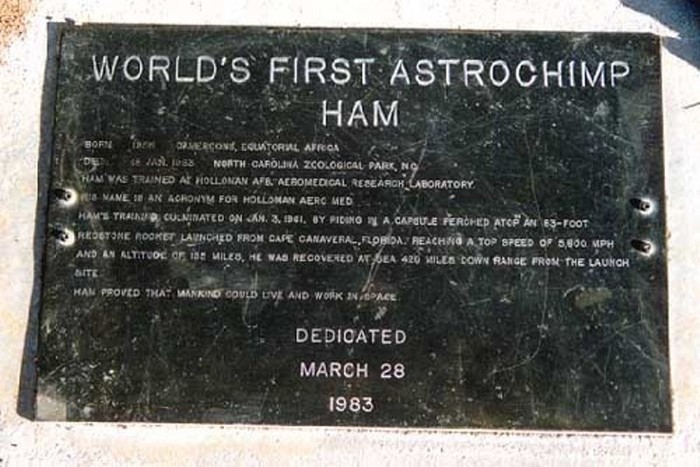 WORLD'S FIRST ASTROCHIMP
HAM
BORN CAMEROONS, EQUATORIAL AFRICA
DIED 18 JAN. 1983 NORTH CAROLINA ZOOLOGICAL PARK, NC
HAM WAS TRAINED AT HOLLOMAN AFB, AEROMEDICAL RESEARCH LABORATORY.
HIS NAME IS AN ACRONYM FOR HOLLOMAN AERO MED.
HAM'S TRAINING CULMINATED ON JAN. 1961, BY RIDING IN A CAPSULE PERCHED ATOP AN 83-FOOT
REDSTONE ROCKET LAUNCHED FROM CAPE CANAVERAL, FLORIDA. REACHING A TOP SPEED OF 5,800 MPH
AND AN ALTITUDE OF 155 MILES, HE WAS RECOVERED AT SEA 420 MILES DOWN RANGE FROM THE LAUNCH
SITE.
HAM PROVED THAT MANKIND COULD LIVE AND WORK IN SPACE.
DEDICATED
MARCH 28
1983